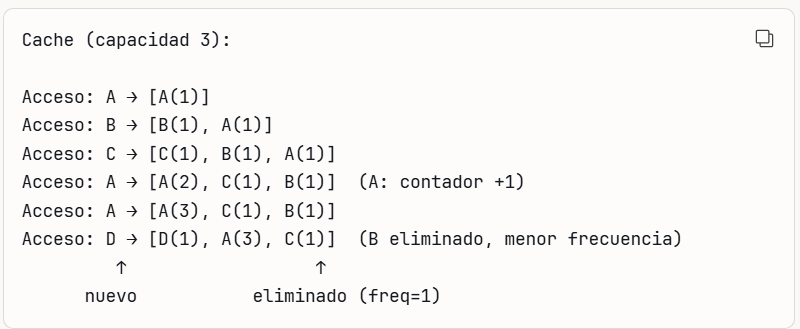 Cache (capacidad 3):
Acceso: A → [A(1)]
Acceso: B → [B(1), A(1)]
Acceso: C → [C(1), B(1), A(1)]
Acceso: A → [A(2), C(1), B(1)]  (A: contador +1)
Acceso: A → [A(3), C(1), B(1)]
Acceso: D → [D(1), A(3), C(1)]  (B eliminado, menor frecuencia)
         ↑                  ↑
      nuevo           eliminado (freq=1)